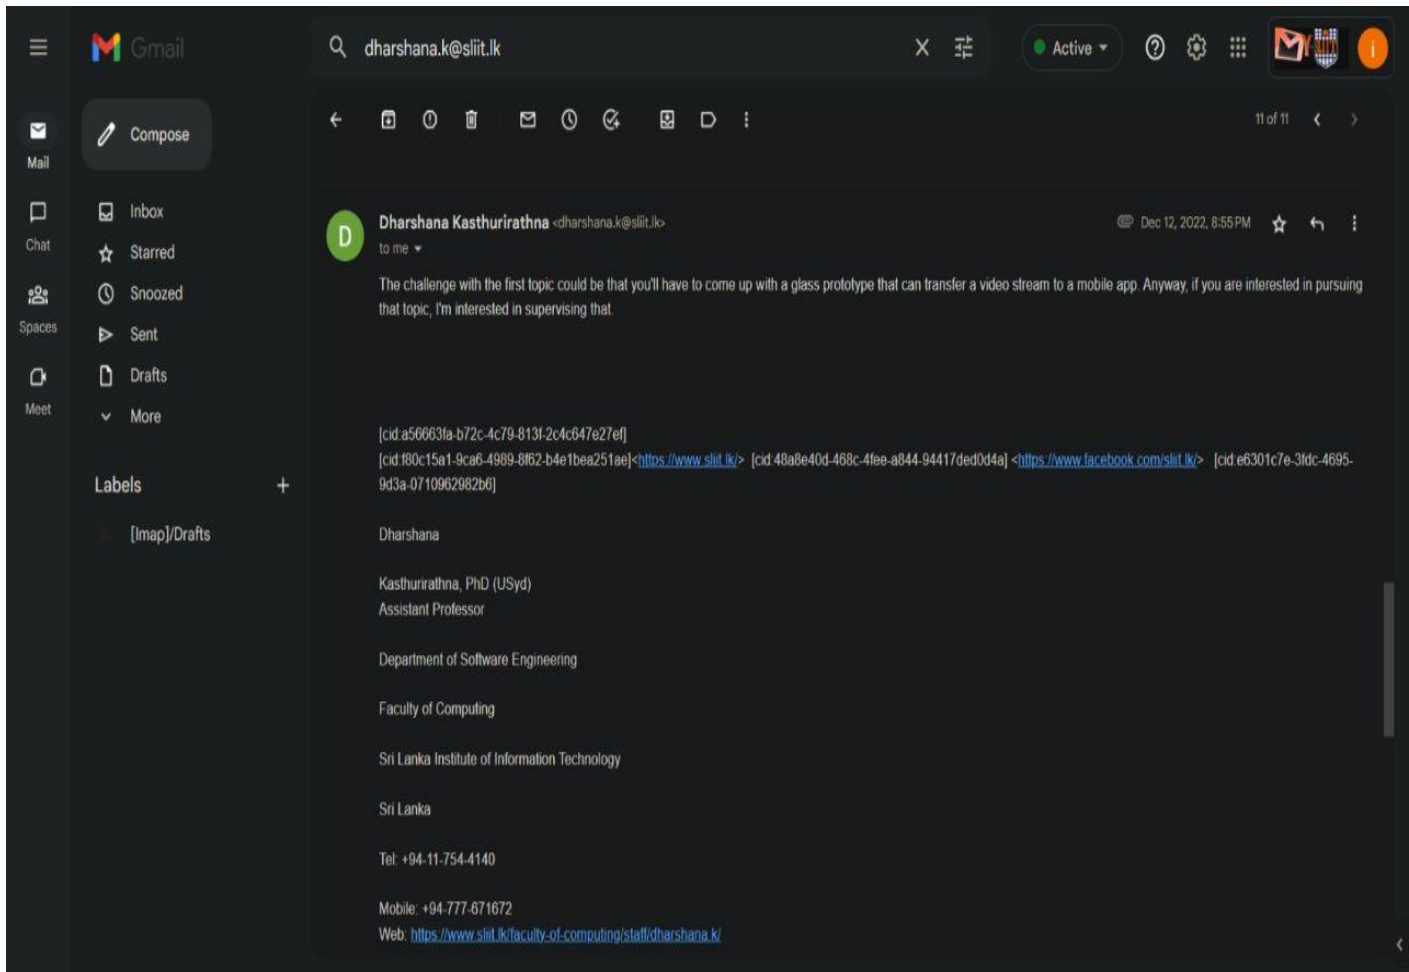 Gmail
dharshana.k@sliit.lk
Active
i
Mail
Chat
Spaces
Meet
Compose
Inbox
Starred
Snoozed
Sent
Drafts
More
Labels
[Imap]/Drafts
11 of 11
D
Dharshana Kasthurirathna <dharshana.k@sliit.lk>
Dec 12, 2022, 8:55 PM
to me
The challenge with the first topic could be that you'll have to come up with a glass prototype that can transfer a video stream to a mobile app. Anyway, if you are interested in pursuing
that topic, I'm interested in supervising that.
[cid:a56663fa-b72c-4c79-813f-2c4c647e27ef]
[cid:f80c15a1-9ca6-4989-8f62-b4e1bea251ae]<https://www.sliit.lk/> [cid:48a8e40d-468c-4fee-a844-94417ded0d4a] <https://www.facebook.com/sliit.lk/> [cid:e6301c7e-3fdc-4695-
9d3a-0710962982b6]
Dharshana
Kasthurirathna, PhD (USyd)
Assistant Professor
Department of Software Engineering
Faculty of Computing
Sri Lanka Institute of Information Technology
Sri Lanka
Tel: +94-11-754-4140
Mobile: +94-777-671672
Web: https://www.sliit.lk/faculty-of-computing/staff/dharshana.k/